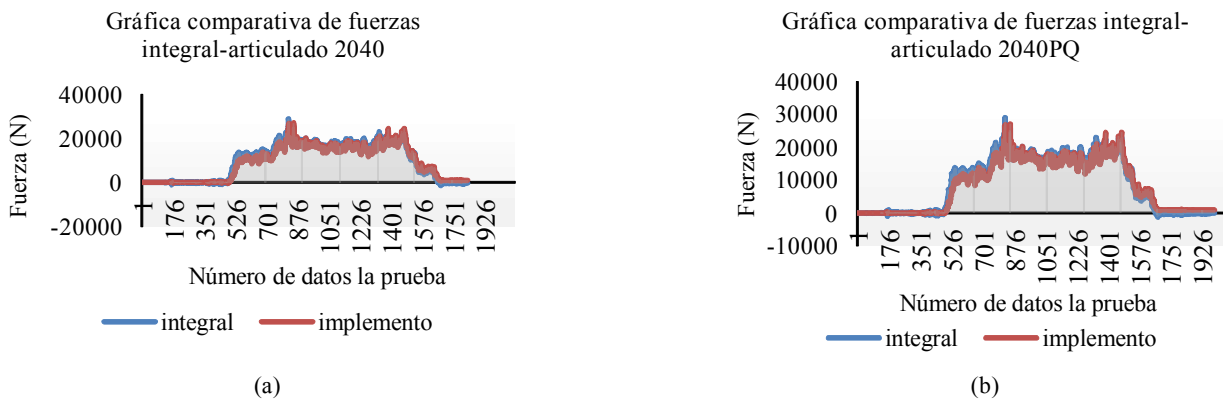 Gráfica comparativa de fuerzas
integral-articulado 2040
Fuerza (N)
40000
20000
0
-20000
1 176 351 526 701 876 1051 1226 1401 1576 1751 1926
Número de datos la prueba
integral implemento
(a)
Gráfica comparativa de fuerzas integral-
articulado 2040PQ
Fuerza (N)
40000
30000
20000
10000
0
-10000
1 176 351 526 701 876 1051 1226 1401 1576 1751 1926
Número de datos la prueba
integral implemento
(b)